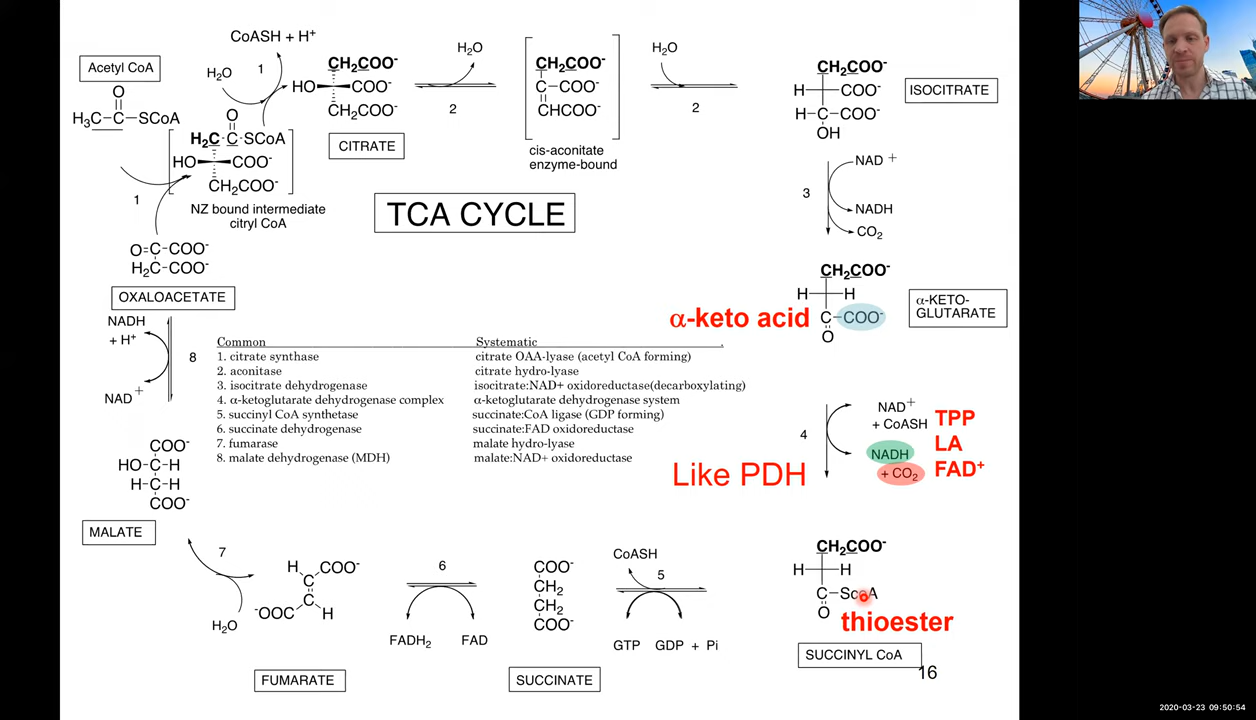 Acetyl CoA
O
H₃C-C-SCoA
CoASH + H⁺
H₂O
1
O
H₂C-C-SCoA
HO
COO⁻
CH₂COO⁻
NZ bound intermediate
citryl CoA
1
CH₂COO⁻
HO
COO⁻
CH₂COO⁻
CITRATE
H₂O
2
CH₂COO⁻
C-COO⁻
CHCOO⁻
cis-aconitate
enzyme-bound
H₂O
2
CH₂COO⁻
H
COO⁻
H-C-COO⁻
OH
ISOCITRATE
TCA CYCLE
3
NAD +
NADH
CO₂
O=C-COO⁻
H₂C-COO⁻
OXALOACETATE
CH₂COO⁻
H
H
C-COO⁻
O
α-KETO-
GLUTARATE
α-keto acid
NADH
+ H⁺
8
NAD +
Common Systematic .
1. citrate synthase citrate OAA-lyase (acetyl CoA forming)
2. aconitase citrate hydro-lyase
3. isocitrate dehydrogenase isocitrate:NAD+ oxidoreductase(decarboxylating)
4. α-ketoglutarate dehydrogenase complex α-ketoglutarate dehydrogenase system
5. succinyl CoA synthetase succinate:CoA ligase (GDP forming)
6. succinate dehydrogenase succinate:FAD oxidoreductase
7. fumarase malate hydro-lyase
8. malate dehydrogenase (MDH) malate:NAD+ oxidoreductase
4
NAD⁺
+ CoASH
NADH
+ CO₂
TPP
LA
FAD⁺
Like PDH
COO⁻
HO-C-H
H-C-H
COO⁻
MALATE
7
H₂O
H
COO⁻
C
C
⁻OOC
H
FUMARATE
6
FADH₂ FAD
COO⁻
CH₂
CH₂
COO⁻
SUCCINATE
CoASH
5
GTP GDP + Pi
CH₂COO⁻
H
H
C-ScoA
O
thioester
SUCCINYL CoA
16
2020-03-23 09:50:54